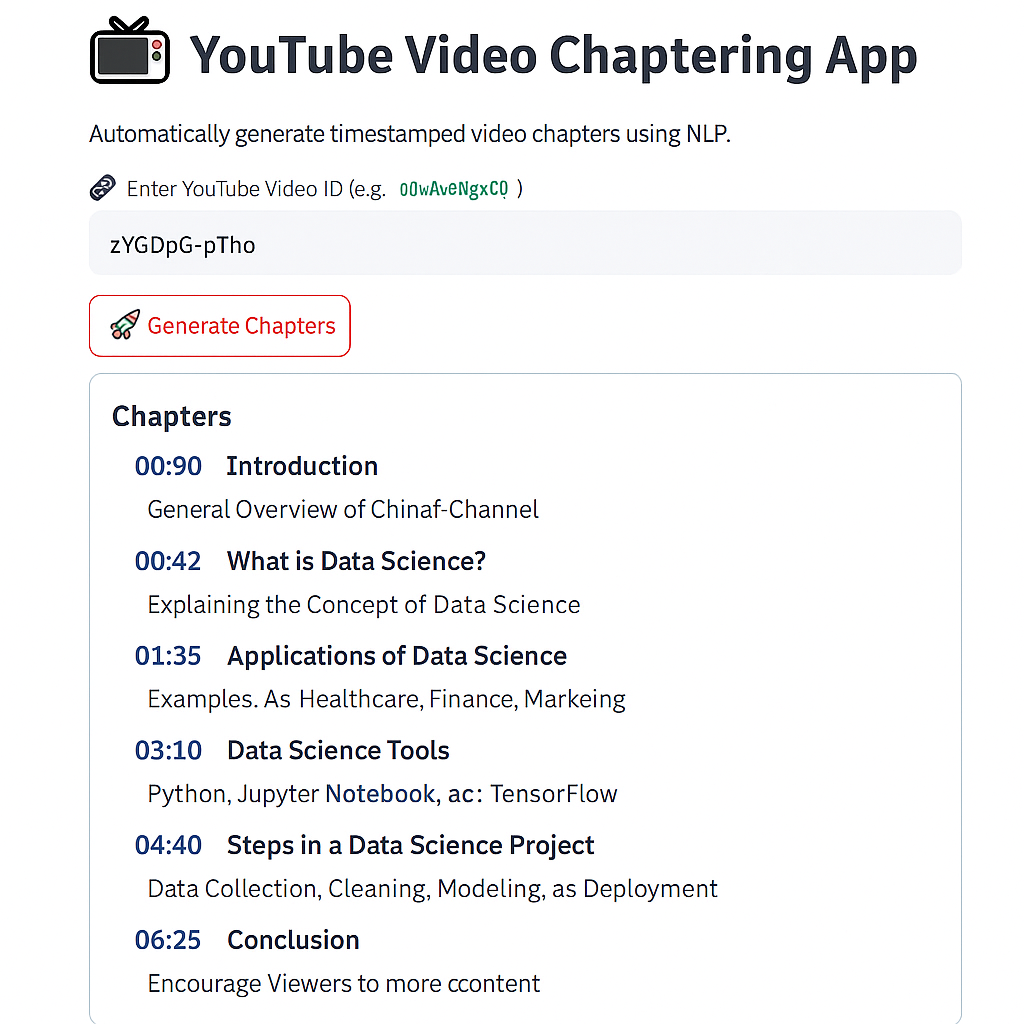 YouTube Video Chaptering App
Automatically generate timestamped video chapters using NLP.
Enter YouTube Video ID (e.g. 0OwAveNgxCQ )
zYGDpG-pTho
Generate Chapters
Chapters
00:90 Introduction
General Overview of Chinaf-Channel
00:42 What is Data Science?
Explaining the Concept of Data Science
01:35 Applications of Data Science
Examples. As Healthcare, Finance, Markeing
03:10 Data Science Tools
Python, Jupyter Notebook, ac: TensorFlow
04:40 Steps in a Data Science Project
Data Collection, Cleaning, Modeling, as Deployment
06:25 Conclusion
Encourage Viewers to more ccontent